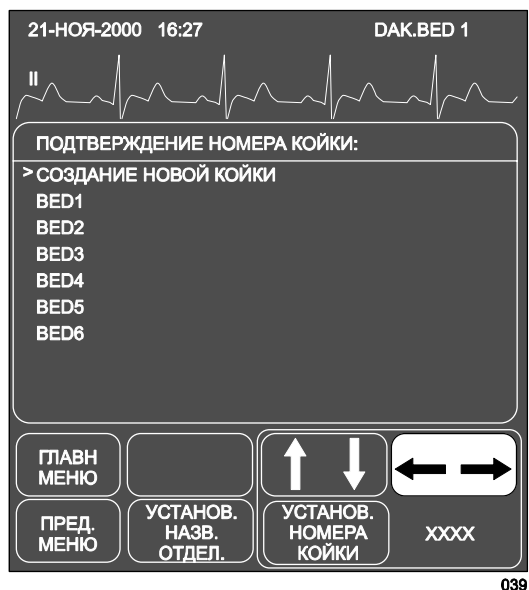 21-НОЯ-2000 16:27 DAK.BED 1
II
ПОДТВЕРЖДЕНИЕ НОМЕРА КОЙКИ:
> СОЗДАНИЕ НОВОЙ КОЙКИ
BED1
BED2
BED3
BED4
BED5
BED6
ГЛАВН
МЕНЮ
ПРЕД.
МЕНЮ
УСТАНОВ.
НАЗВ.
ОТДЕЛ.
УСТАНОВ.
НОМЕРА
КОЙКИ
XXXX
039